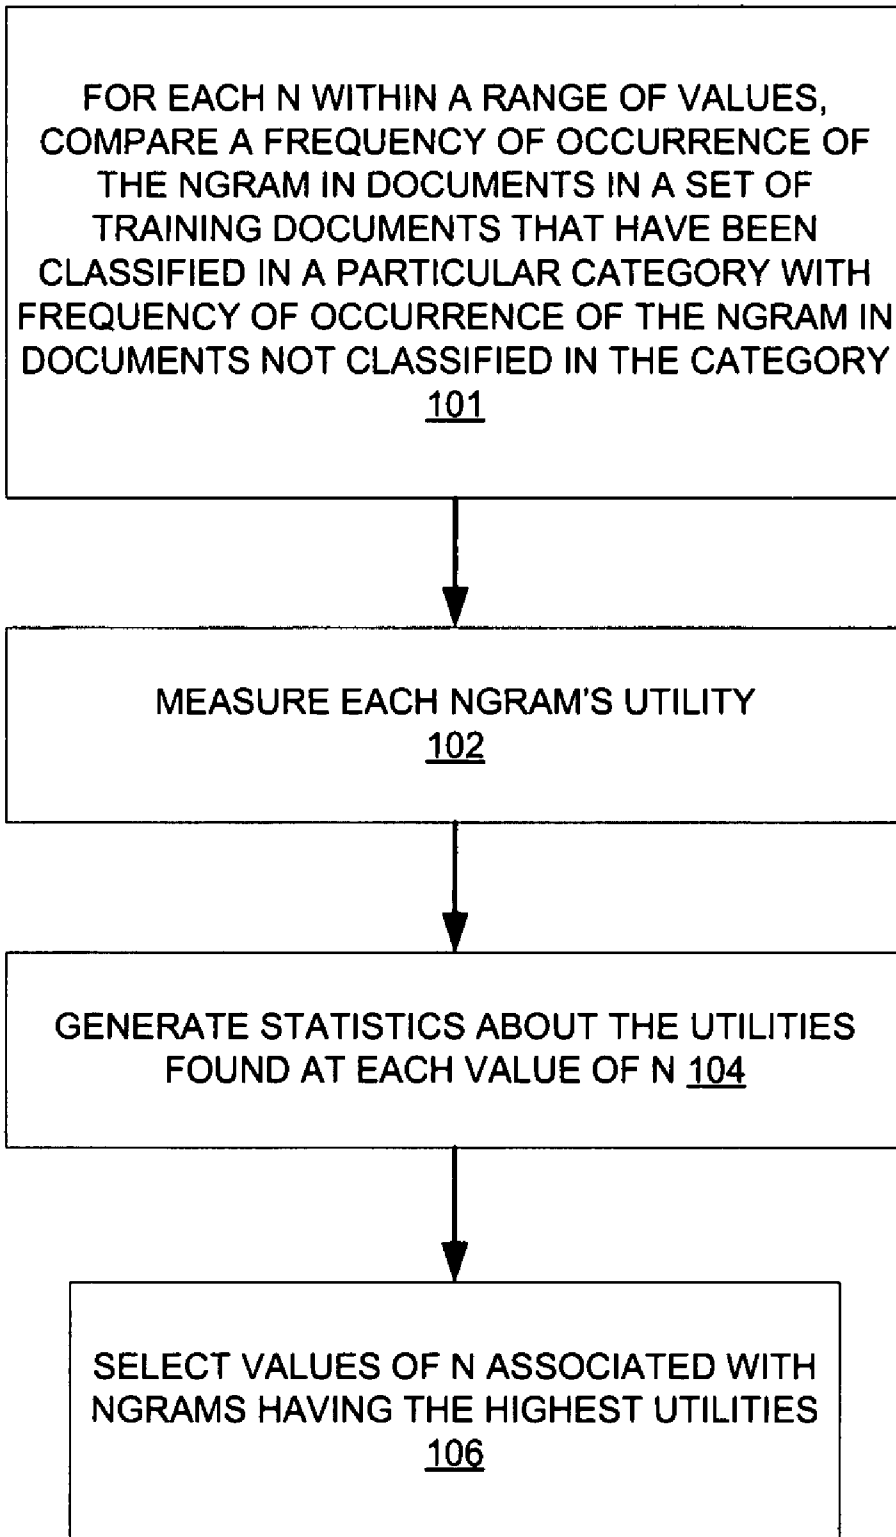 FOR EACH N WITHIN A RANGE OF VALUES,
COMPARE A FREQUENCY OF OCCURRENCE OF
THE NGRAM IN DOCUMENTS IN A SET OF
TRAINING DOCUMENTS THAT HAVE BEEN
CLASSIFIED IN A PARTICULAR CATEGORY WITH
FREQUENCY OF OCCURRENCE OF THE NGRAM IN
DOCUMENTS NOT CLASSIFIED IN THE CATEGORY
101
MEASURE EACH NGRAM'S UTILITY
102
GENERATE STATISTICS ABOUT THE UTILITIES
FOUND AT EACH VALUE OF N 104
SELECT VALUES OF N ASSOCIATED WITH
NGRAMS HAVING THE HIGHEST UTILITIES
106